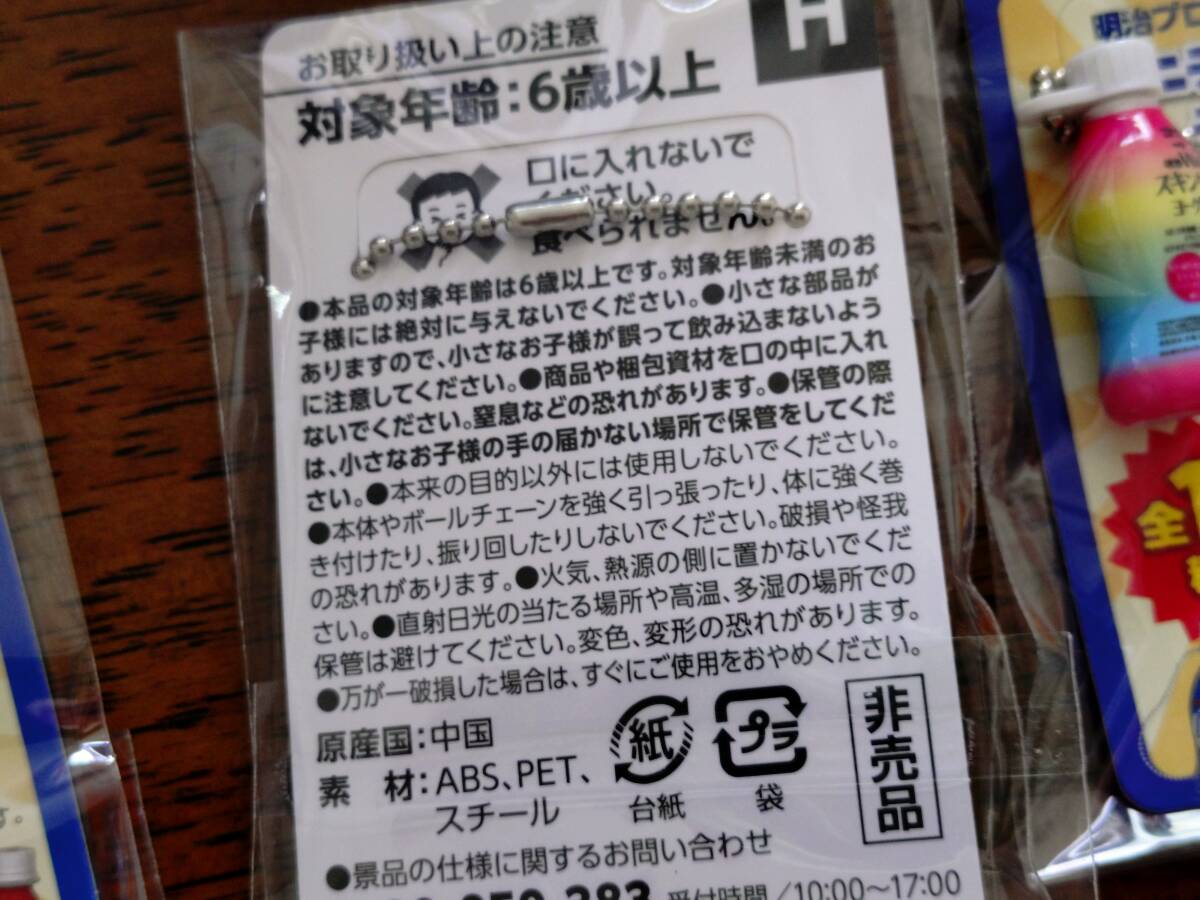 お取り扱い上の注意
H
対象年齢:6歳以上
口に入れないで
ください。
食べられません。
●本品の対象年齢は6歳以上です。対象年齢未満のお
子様には絶対に与えないでください。●小さな部品が
ありますので、小さなお子様が誤って飲み込まないよう
に注意してください。●商品や梱包資材を口の中に入れ
ないでください。窒息などの恐れがあります。●保管の際
は、小さなお子様の手の届かない場所で保管をしてくだ
さい。●本来の目的以外には使用しないでください。
●本体やボールチェーンを強く引っ張ったり、体に強く巻
き付けたり、振り回したりしないでください。破損や怪我
の恐れがあります。●火気、熱源の側に置かないでくだ
さい。●直射日光の当たる場所や高温、多湿の場所での
保管は避けてください。変色、変形の恐れがあります。
●万が一破損した場合は、すぐにご使用をおやめください。
原産国:中国
素 材:ABS、PET、
スチール
紙
台紙
プラ
袋
非売品
●景品の仕様に関するお問い合わせ
受付時間/10:00〜17:00
明治プロ
全
す。